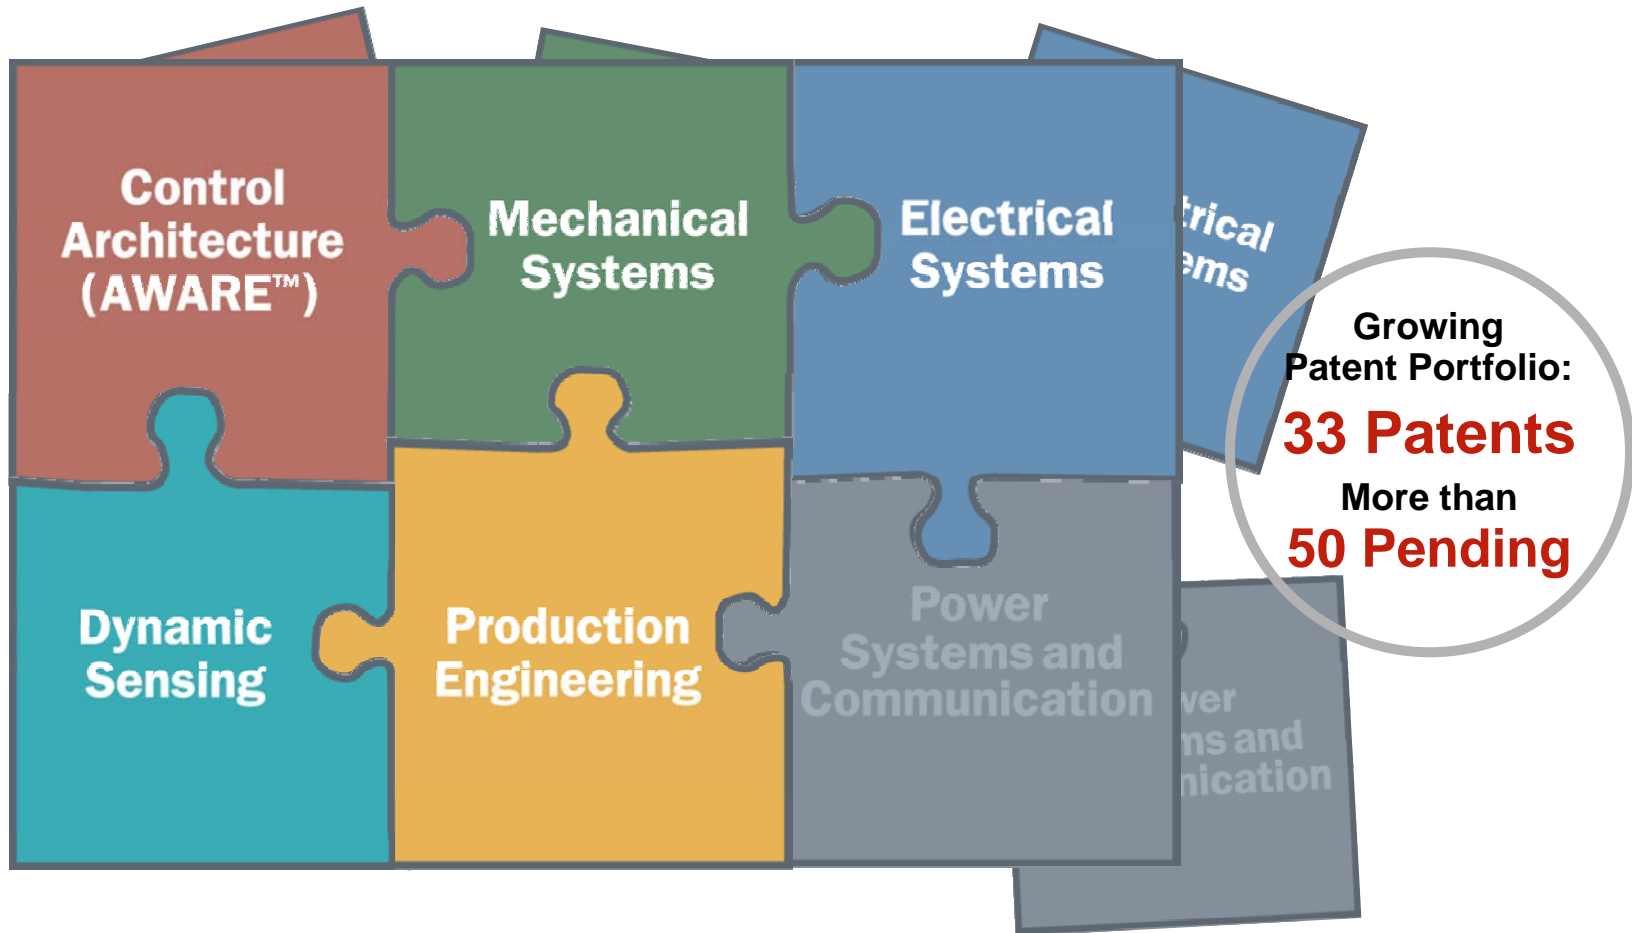 Control
Architecture
(AWARE™)
Mechanical
Systems
Electrical
Systems
trical
ems
Growing
Patent Portfolio:
33 Patents
More than
50 Pending
Dynamic
Sensing
Production
Engineering
Power
Systems and
Communication
wer
ms and
nication